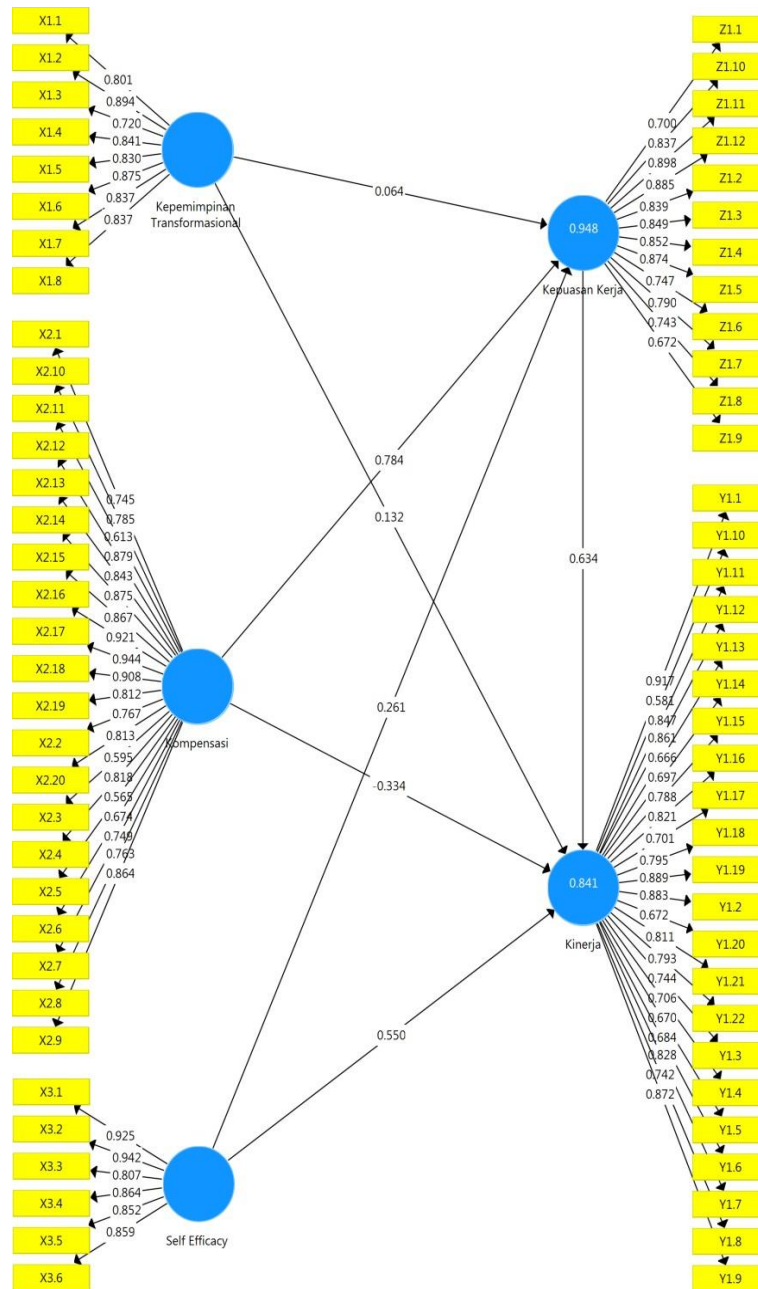 X1.1
X1.2
X1.3
X1.4
X1.5
X1.6
X1.7
X1.8
0.801
0.894
0.720
0.841
0.830
0.875
0.837
0.837
Kepemimpinan
Transformasional
X2.1
X2.10
X2.11
X2.12
X2.13
X2.14
X2.15
X2.16
X2.17
X2.18
X2.19
X2.2
X2.20
X2.3
X2.4
X2.5
X2.6
X2.7
X2.8
X2.9
0.745
0.785
0.613
0.879
0.843
0.875
0.867
0.921
0.944
0.908
0.812
0.767
0.813
0.595
0.818
0.565
0.674
0.749
0.763
0.864
Kompensasi
X3.1
X3.2
X3.3
X3.4
X3.5
X3.6
0.925
0.942
0.807
0.864
0.852
0.859
Self Efficacy
0.064
0.784
0.132
0.634
0.261
-0.334
0.550
0.948
Kepuasan Kerja
0.700
0.837
0.898
0.885
0.839
0.849
0.852
0.874
0.747
0.790
0.743
0.672
Z1.1
Z1.10
Z1.11
Z1.12
Z1.2
Z1.3
Z1.4
Z1.5
Z1.6
Z1.7
Z1.8
Z1.9
0.841
Kinerja
0.917
0.581
0.847
0.861
0.666
0.697
0.788
0.821
0.701
0.795
0.889
0.883
0.672
0.811
0.793
0.744
0.706
0.670
0.684
0.828
0.742
0.872
Y1.1
Y1.10
Y1.11
Y1.12
Y1.13
Y1.14
Y1.15
Y1.16
Y1.17
Y1.18
Y1.19
Y1.2
Y1.20
Y1.21
Y1.22
Y1.3
Y1.4
Y1.5
Y1.6
Y1.7
Y1.8
Y1.9